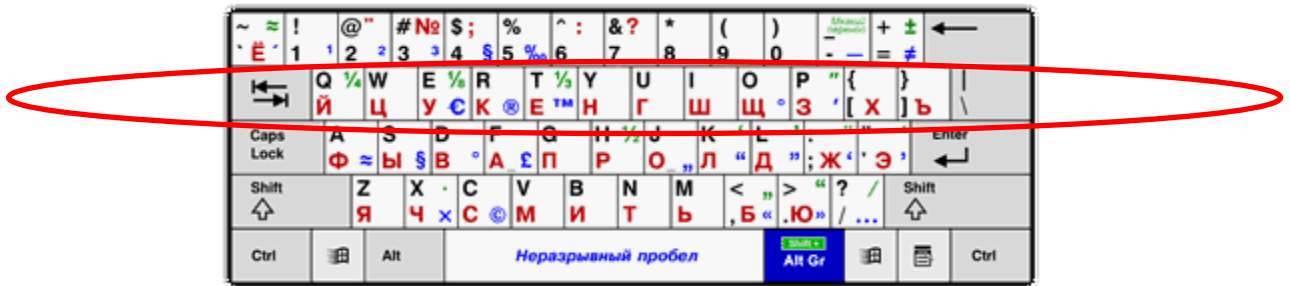 ~ ≈ ! @ " # № $ ; % ^ : & ? * ( ) _ Мягкий перенос + ±
` Ё ´ 1 ¹ 2 ² 3 ³ 4 § 5 ‰ 6 7 8 9 0 - — = ≠
Q ¼ W E ⅛ R T ⅓ Y U I O P ″ { } |
Й Ц У € К ® Е ™ Н Г Ш Щ ° З ′ [ Х ] Ъ \
Caps A S D F G H ½ J K ‘ L ’ : " Enter
Lock Ф ≈ Ы § В ° А _ £ П Р О _ „ Л “ Д ” ; Ж ‘ ' Э ’
Shift Z X · C V B N M < „ > “ ? / Shift
Я Ч × С © М И Т Ь , Б « . Ю » / …
Ctrl Alt Неразрывный пробел Shift + Alt Gr Ctrl